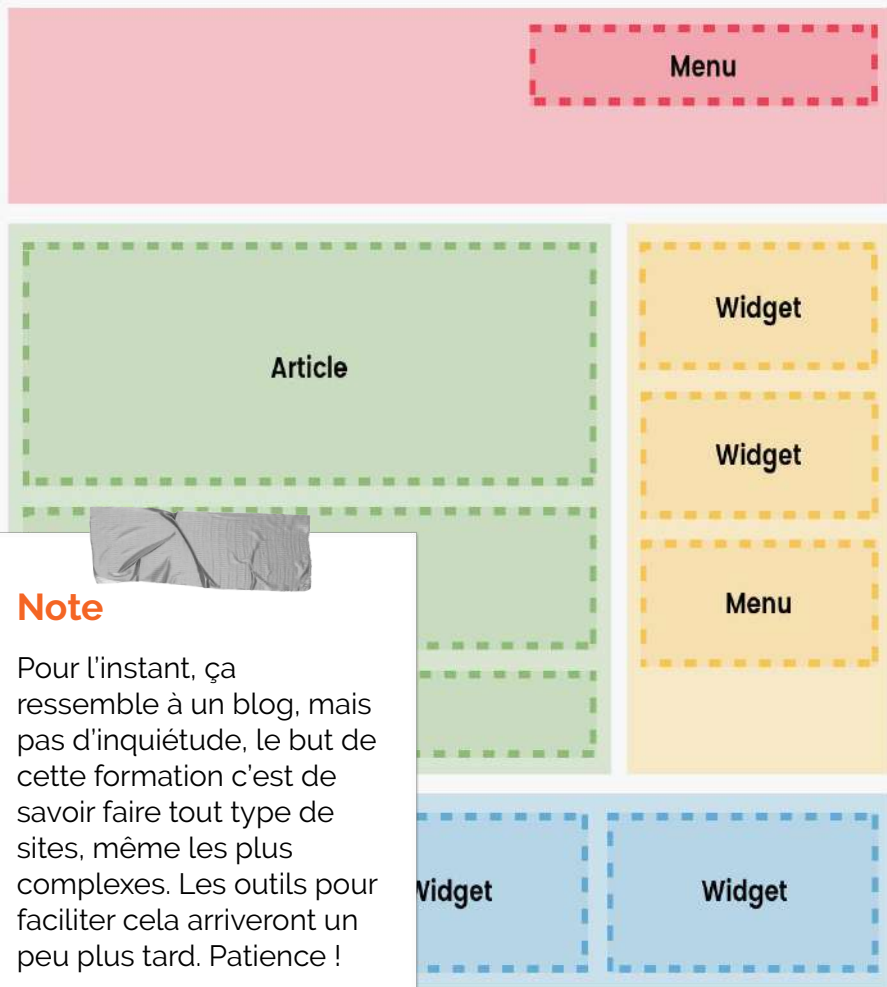 Menu
Article
Widget
Widget
Menu
Note
Pour l'instant, ça
ressemble à un blog, mais
pas d'inquiétude, le but de
cette formation c'est de
savoir faire tout type de
sites, même les plus
complexes. Les outils pour
faciliter cela arriveront un
peu plus tard. Patience !
Widget
Widget